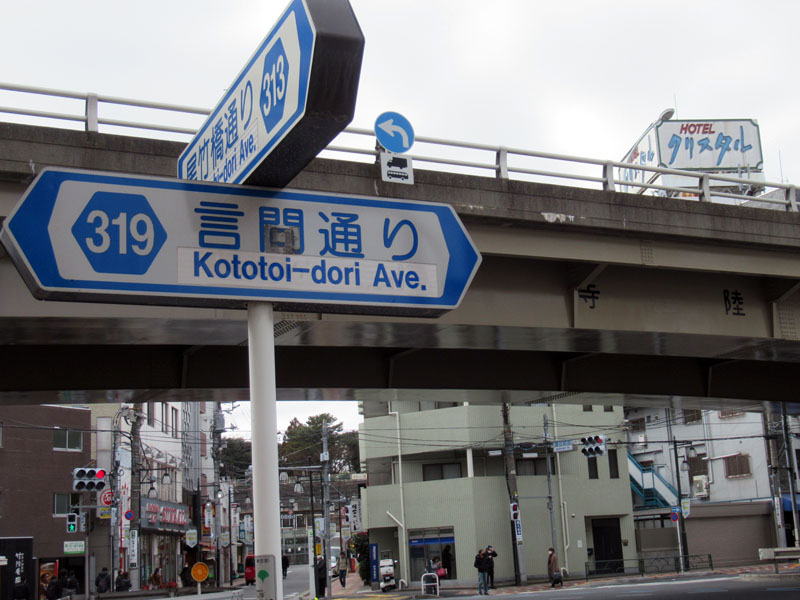 313
尾竹橋通り
-dori Ave.
HOTEL
クリスタル
319
言問通り
Kototoi-dori Ave.
寺 陸